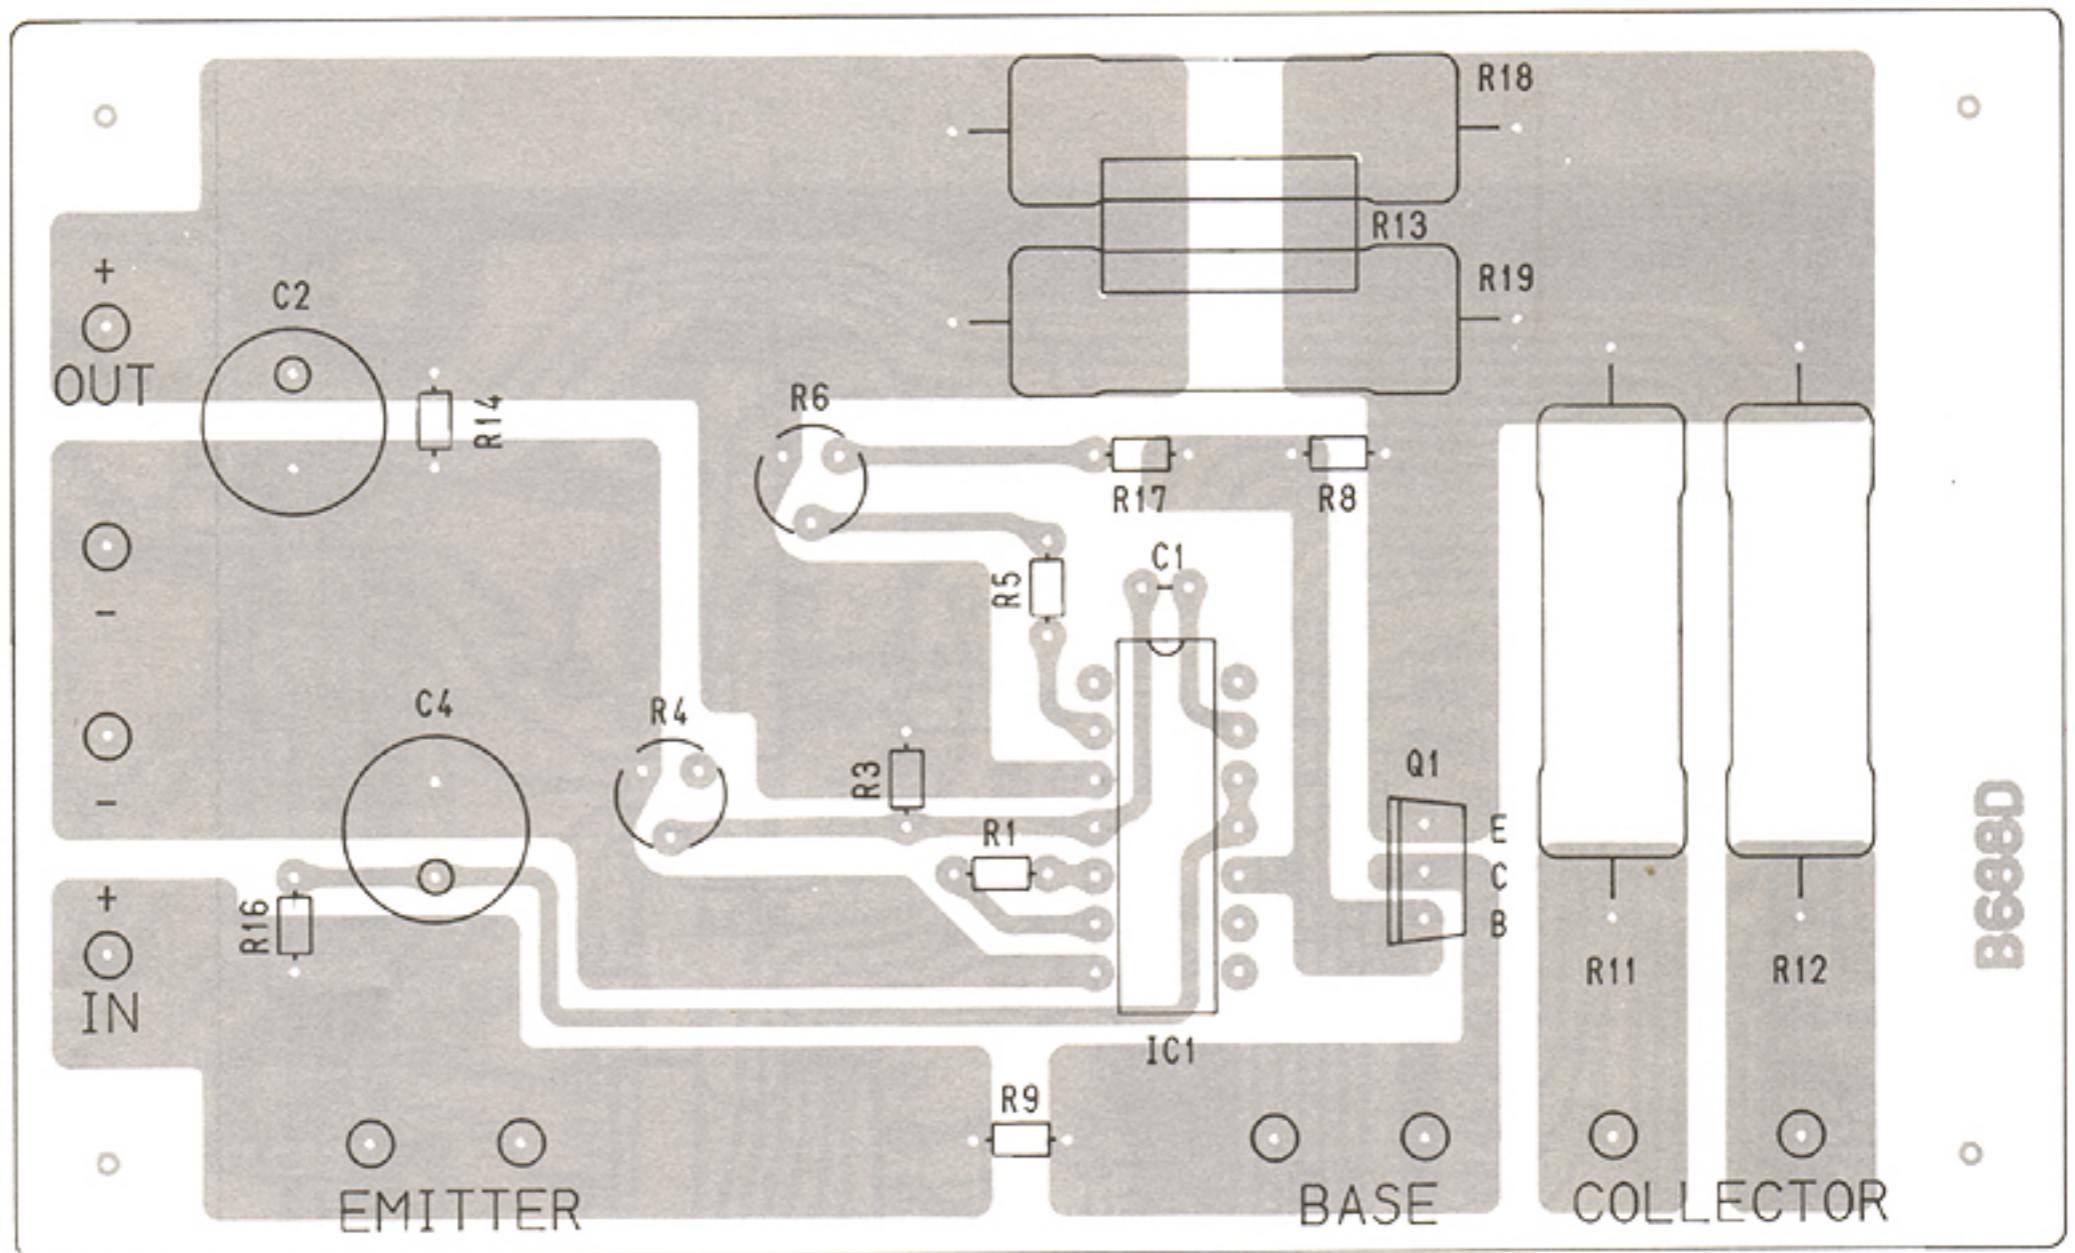 R18
R13
R19
+
C2
OUT
R14
R6
R17
R8
C1
R5
-
C4
R4
R3
Q1
R1
E
C
B
-
+
R16
IN
R11
R12
B688D
IC1
R9
EMITTER
BASE
COLLECTOR